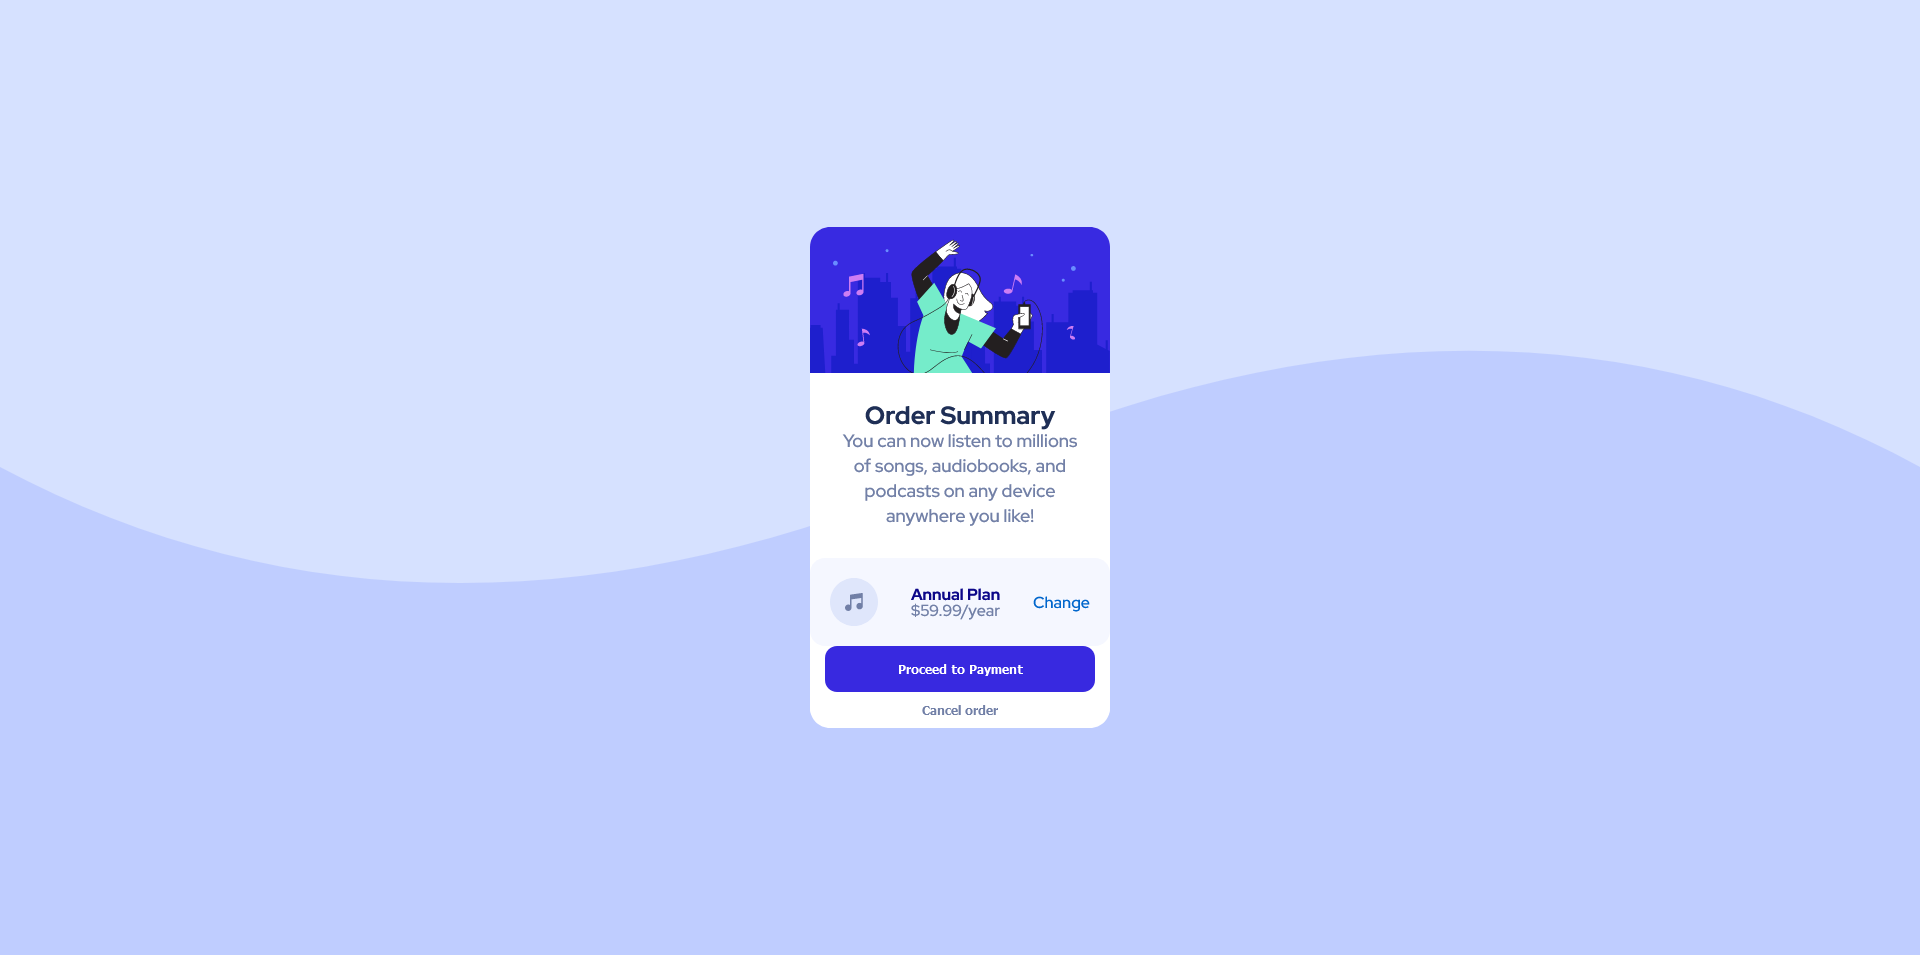 Order Summary
You can now listen to millions
of songs, audiobooks, and
podcasts on any device
anywhere you like!
Annual Plan
$59.99/year
Change
Proceed to Payment
Cancel order